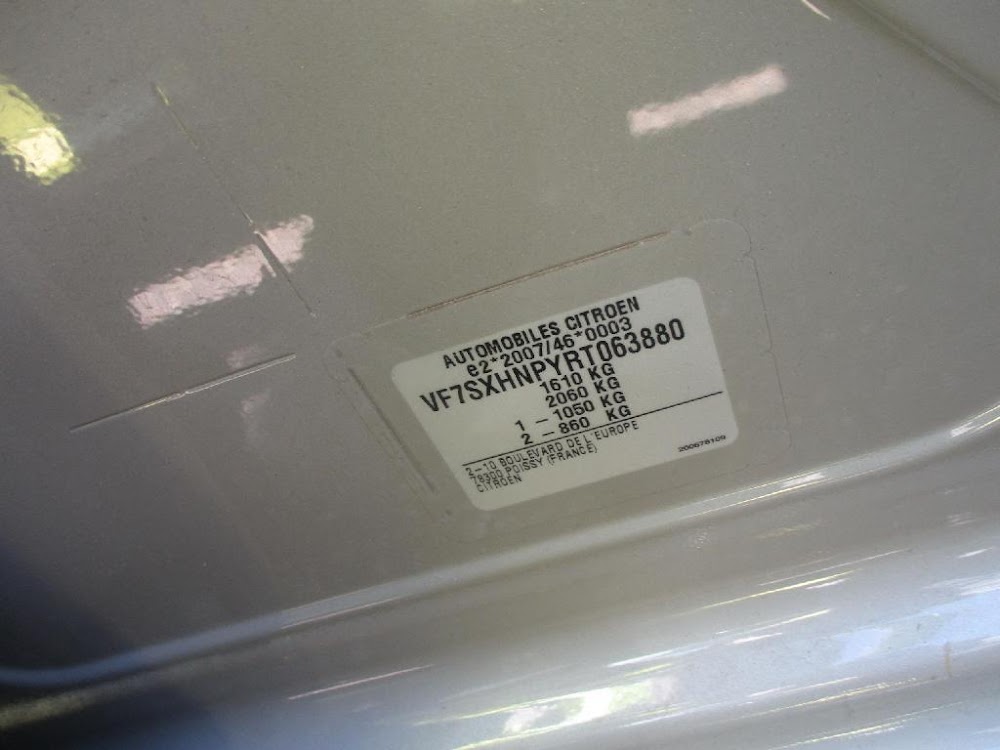 AUTOMOBILES CITROEN
e2*2007/46*0003
VF7SXHNPYRT063880
1610 KG
2060 KG
1 - 1050 KG
2 - 860 KG
2-10 BOULEVARD DE L'EUROPE
78300 POISSY (FRANCE)
CITROEN
200678109